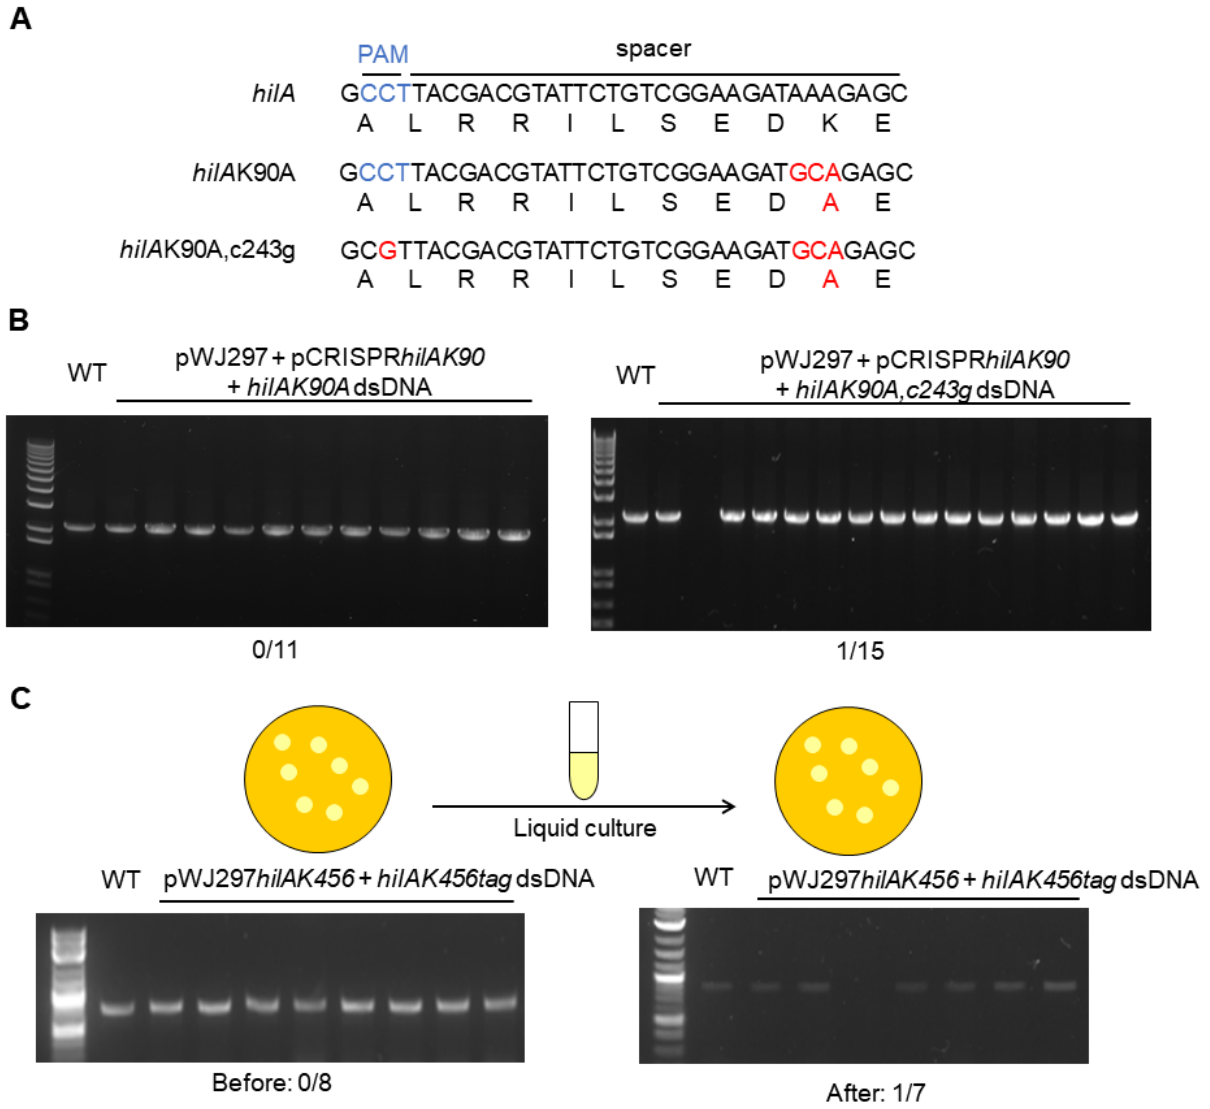 A
PAM
spacer
hilA GCCTTACGACGTATTCTGTCGGAAGATAAAGAGC
A L R R I L S E D K E
hilAK90A GCCTTACGACGTATTCTGTCGGAAGATGCAGAGC
A L R R I L S E D A E
hilAK90A,c243g GCGTTACGACGTATTCTGTCGGAAGATGCAGAGC
A L R R I L S E D A E
B
WT
pWJ297 + pCRISPRhilAK90
+ hilAK90A dsDNA
0/11
WT
pWJ297 + pCRISPRhilAK90
+ hilAK90A,c243g dsDNA
1/15
C
Liquid culture
WT pWJ297hilAK456 + hilAK456tag dsDNA
Before: 0/8
WT pWJ297hilAK456 + hilAK456tag dsDNA
After: 1/7